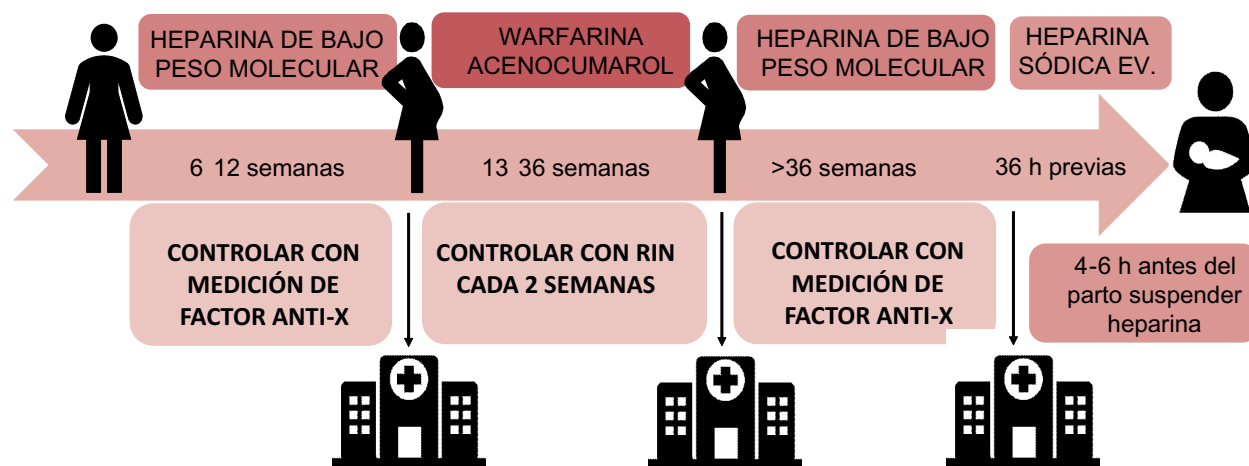 HEPARINA DE BAJO
PESO MOLECULAR
WARFARINA
ACENOCUMAROL
HEPARINA DE BAJO
PESO MOLECULAR
HEPARINA
SÓDICA EV.
6 12 semanas
13 36 semanas
>36 semanas
36 h previas
CONTROLAR CON
MEDICIÓN DE
FACTOR ANTI-X
CONTROLAR CON RIN
CADA 2 SEMANAS
CONTROLAR CON
MEDICIÓN DE
FACTOR ANTI-X
4-6 h antes del
parto suspender
heparina